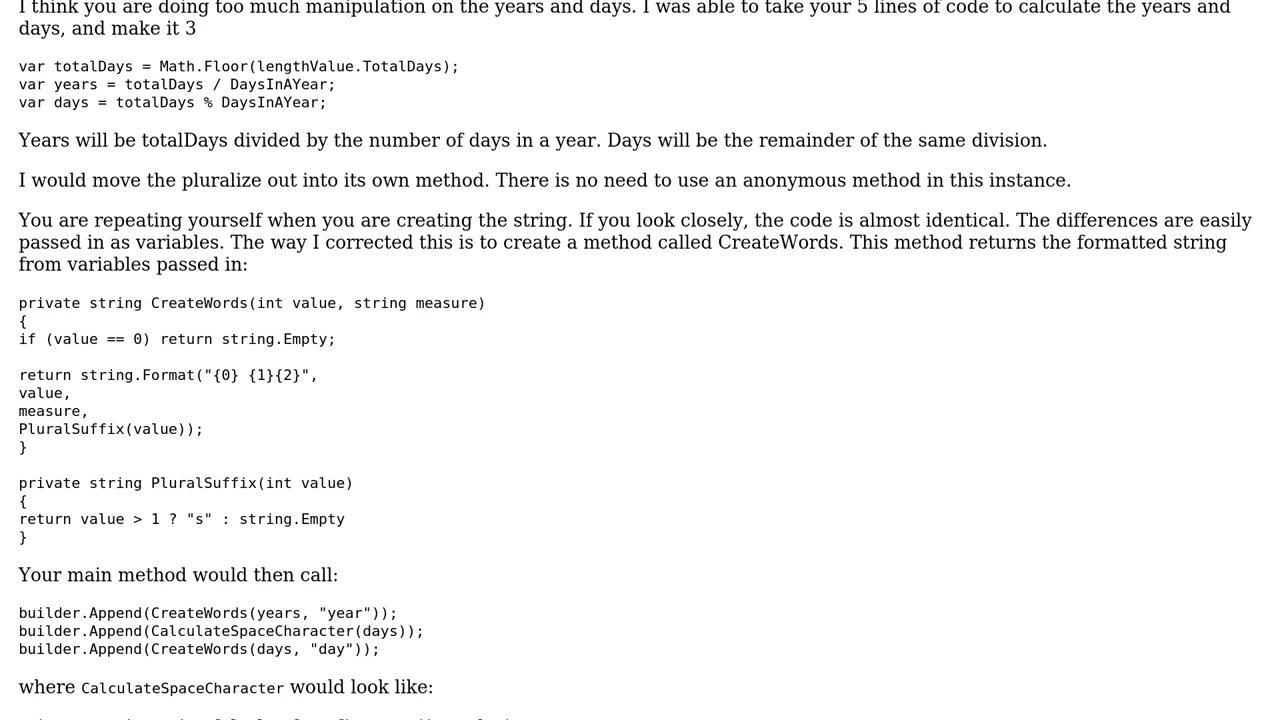 I think you are doing too much manipulation on the years and days. I was able to take your 5 lines of code to calculate the years and
days, and make it 3
var totalDays = Math.Floor(lengthValue.TotalDays);
var years = totalDays / DaysInAYear;
var days = totalDays % DaysInAYear;
Years will be totalDays divided by the number of days in a year. Days will be the remainder of the same division.
I would move the pluralize out into its own method. There is no need to use an anonymous method in this instance.
You are repeating yourself when you are creating the string. If you look closely, the code is almost identical. The differences are easily
passed in as variables. The way I corrected this is to create a method called CreateWords. This method returns the formatted string
from variables passed in:
private string CreateWords(int value, string measure)
{
if (value == 0) return string.Empty;
return string.Format("{0} {1}{2}",
value,
measure,
PluralSuffix(value));
}
private string PluralSuffix(int value)
{
return value > 1 ? "s" : string.Empty
}
Your main method would then call:
builder.Append(CreateWords(years, "year"));
builder.Append(CalculateSpaceCharacter(days));
builder.Append(CreateWords(days, "day"));
where CalculateSpaceCharacter would look like: